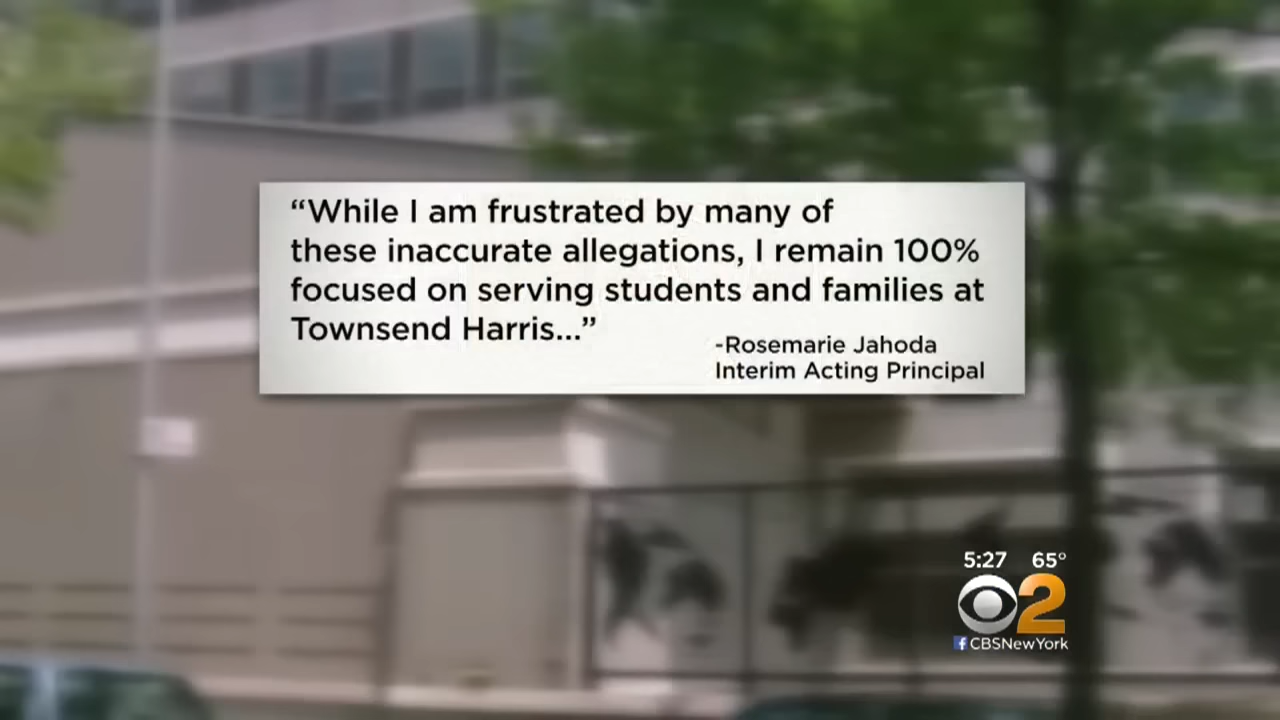 “While I am frustrated by many of
these inaccurate allegations, I remain 100%
focused on serving students and families at
Townsend Harris...”
-Rosemarie Jahoda
Interim Acting Principal
5:27 65°
2
f CBSNewYork